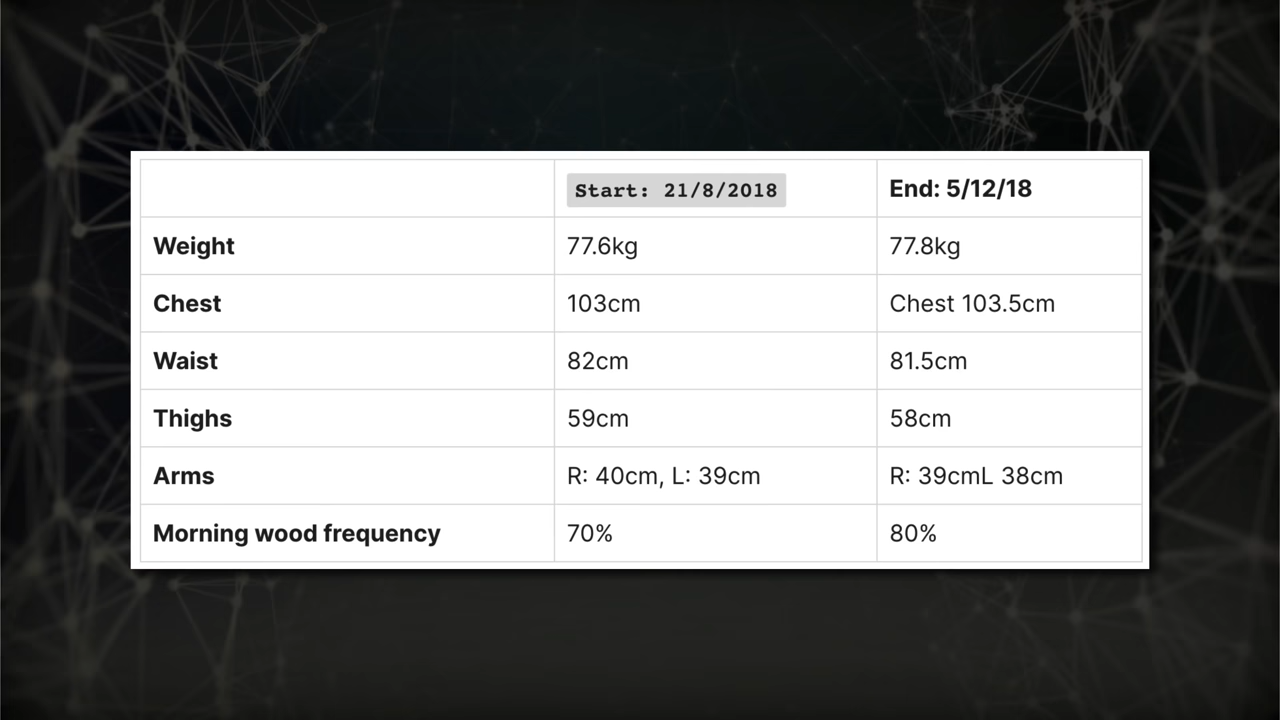 Start: 21/8/2018 End: 5/12/18
Weight 77.6kg 77.8kg
Chest 103cm Chest 103.5cm
Waist 82cm 81.5cm
Thighs 59cm 58cm
Arms R: 40cm, L: 39cm R: 39cmL 38cm
Morning wood frequency 70% 80%